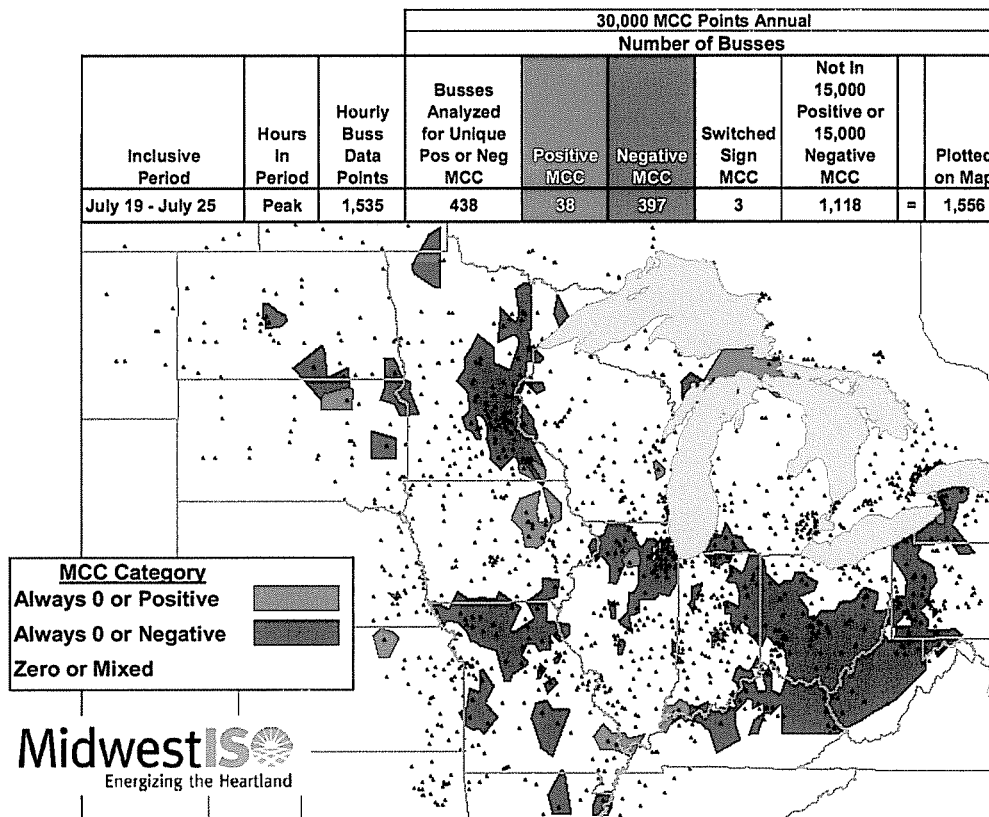 30,000 MCC Points Annual
Number of Busses
Inclusive
Period
Hours
In
Period
Hourly
Buss
Data
Points
Busses
Analyzed
for Unique
Pos or Neg
MCC
Positive
MCC
Negative
MCC
Switched
Sign
MCC
Not In
15,000
Positive or
15,000
Negative
MCC
Plotted
on Map
July 19 - July 25 Peak 1,535 438 38 397 3 1,118 = 1,556
MCC Category
Always 0 or Positive
Always 0 or Negative
Zero or Mixed
MidwestISO
Energizing the Heartland